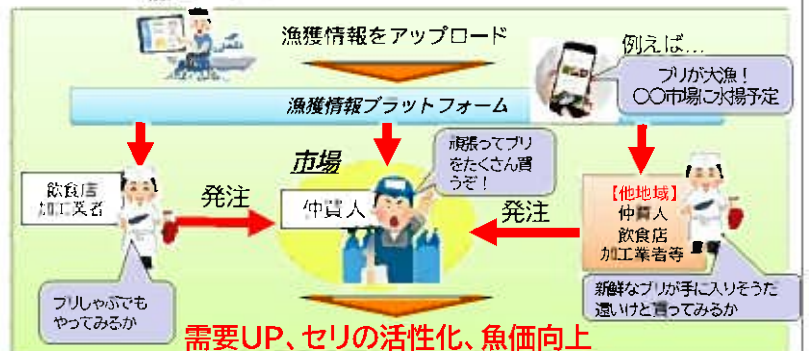 漁獲情報をアップロード
例えば…
ブリが大漁！
〇〇市場に水揚予定
漁獲情報プラットフォーム
市場
頑張ってブリ
をたくさん買
うぞ！
飲食店
加工業者
発注
仲買人
発注
【他地域】
仲買人
飲食店
加工業者等
ブリしゃぶでも
やってみるか
新鮮なブリが手に入りそうだ
遠いけど買ってみるか
需要UP、セリの活性化、魚価向上